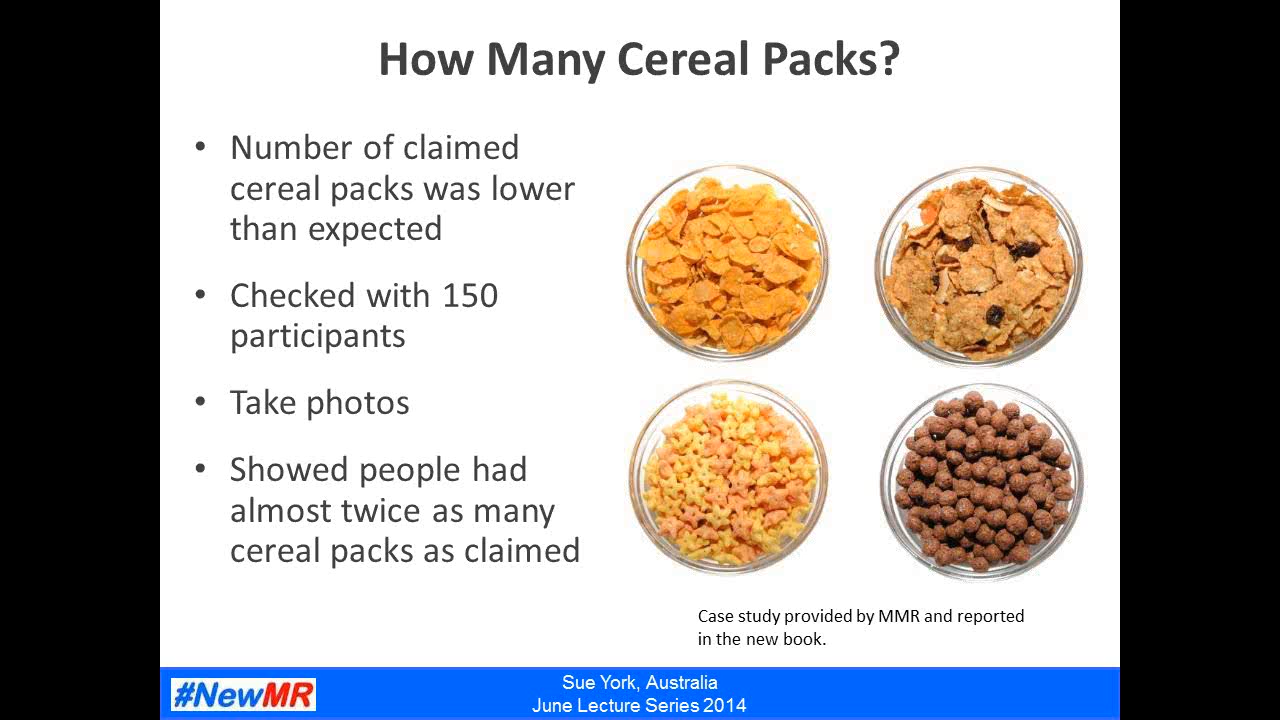 How Many Cereal Packs?
• Number of claimed
cereal packs was lower
than expected
• Checked with 150
participants
• Take photos
• Showed people had
almost twice as many
cereal packs as claimed
Case study provided by MMR and reported
in the new book.
#NewMR
Sue York, Australia
June Lecture Series 2014